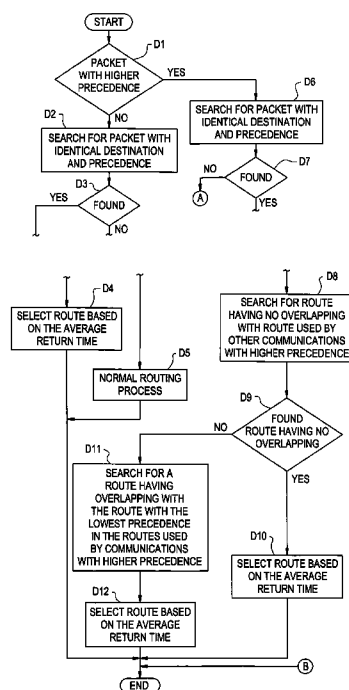 START
D1
PACKET
WITH HIGHER
PRECEDENCE
YES
NO
D6
SEARCH FOR PACKET WITH
IDENTICAL DESTINATION
AND PRECEDENCE
D2
SEARCH FOR PACKET WITH
IDENTICAL DESTINATION
AND PRECEDENCE
D7
FOUND
NO
YES
A
D3
FOUND
YES
NO
D4
SELECT ROUTE BASED
ON THE AVERAGE
RETURN TIME
D5
NORMAL ROUTING
PROCESS
D8
SEARCH FOR ROUTE
HAVING NO OVERLAPPING
WITH ROUTE USED BY
OTHER COMMUNICATIONS
WITH HIGHER PRECEDENCE
D9
FOUND
ROUTE HAVING NO
OVERLAPPING
NO
YES
D11
SEARCH FOR A
ROUTE HAVING
OVERLAPPING WITH
THE ROUTE WITH THE
LOWEST PRECEDENCE
IN THE ROUTES USED
BY COMMUNICATIONS
WITH HIGHER PRECEDENCE
D10
SELECT ROUTE BASED
ON THE AVERAGE
RETURN TIME
D12
SELECT ROUTE BASED
ON THE AVERAGE
RETURN TIME
B
END